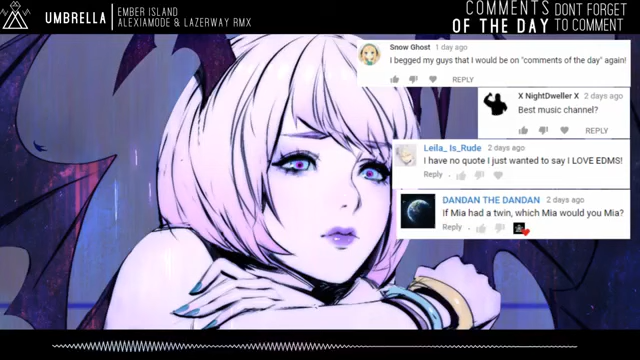 UMBRELLA
EMBER ISLAND
ALEXIAMODE & LAZERWAY RMX
COMMENTS
OF THE DAY
DONT FORGET
TO COMMENT
Snow Ghost 1 day ago
I begged my guys that I would be on "comments of the day" again!
REPLY
X NightDweller X 2 days ago
Best music channel?
REPLY
Leila_ Is_Rude 2 days ago
I have no quote I just wanted to say I LOVE EDMS!
Reply
DANDAN THE DANDAN 2 days ago
If Mia had a twin, which Mia would you Mia?
Reply